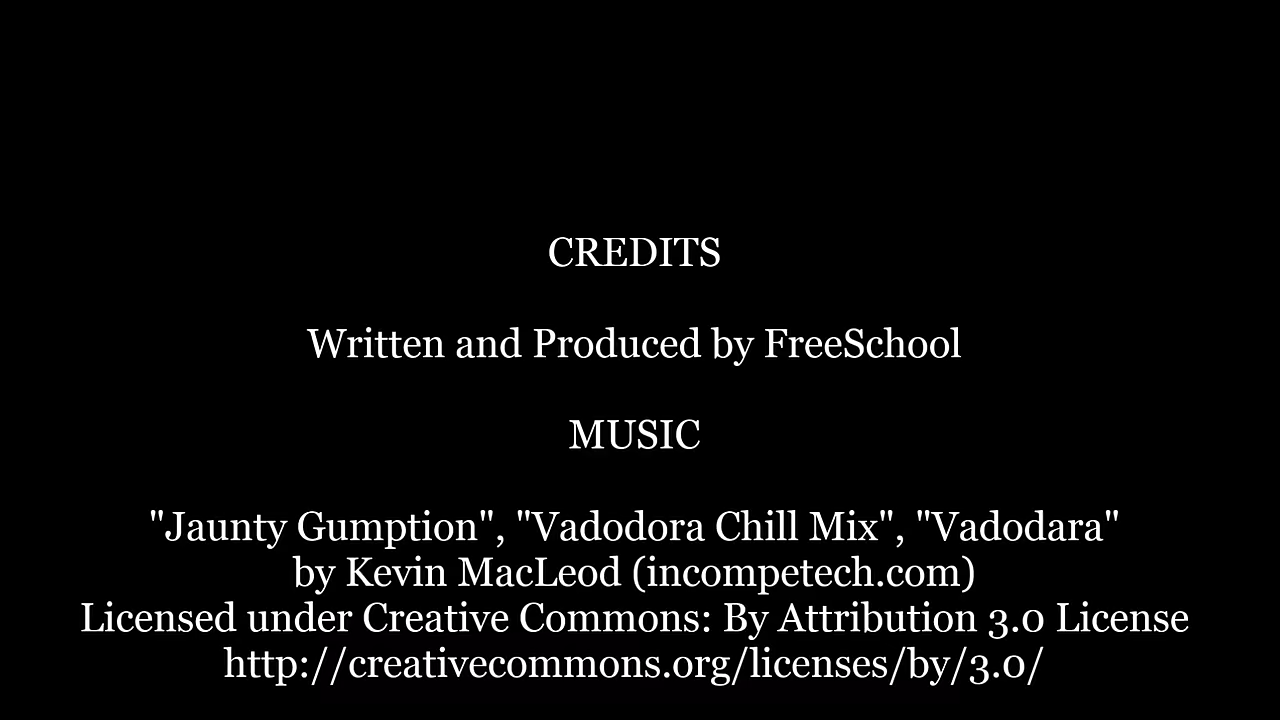 CREDITS
Written and Produced by FreeSchool
MUSIC
"Jaunty Gumption", "Vadodora Chill Mix", "Vadodara"
by Kevin MacLeod (incompetech.com)
Licensed under Creative Commons: By Attribution 3.0 License
http://creativecommons.org/licenses/by/3.0/